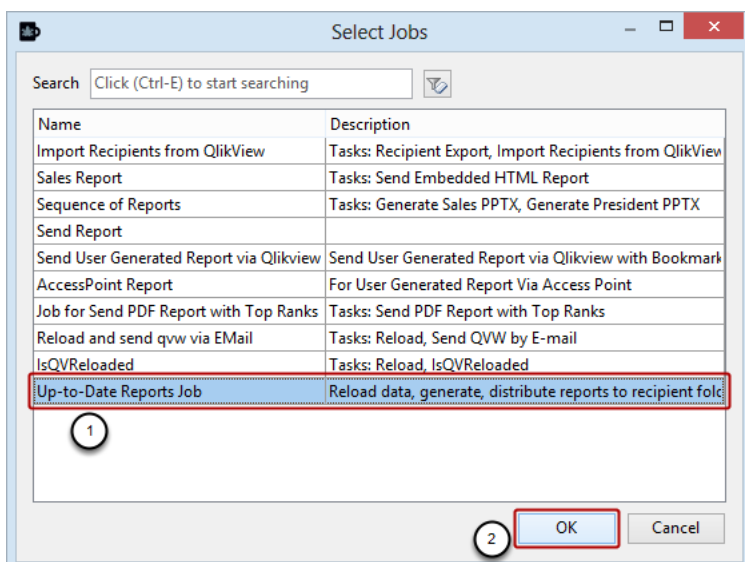 Select Jobs
Search Click (Ctrl-E) to start searching
Name Description
Import Recipients from QlikView Tasks: Recipient Export, Import Recipients from QlikView
Sales Report Tasks: Send Embedded HTML Report
Sequence of Reports Tasks: Generate Sales PPTX, Generate President PPTX
Send Report
Send User Generated Report via Qlikview Send User Generated Report via Qlikview with Bookmark
AccessPoint Report For User Generated Report Via Access Point
Job for Send PDF Report with Top Ranks Tasks: Send PDF Report with Top Ranks
Reload and send qvw via EMail Tasks: Reload, Send QVW by E-mail
IsQVReloaded Tasks: Reload, IsQVReloaded
Up-to-Date Reports Job Reload data, generate, distribute reports to recipient fold
1
2 OK Cancel